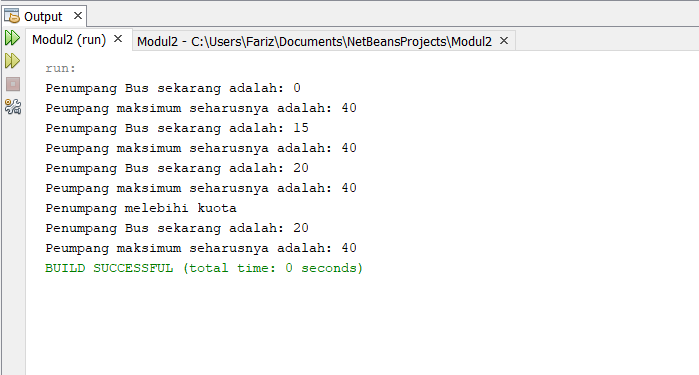 Output
Modul2 (run)
Modul2 - C:\Users\Fariz\Documents\NetBeansProjects\Modul2
run:
Penumpang Bus sekarang adalah: 0
Peumpang maksimum seharusnya adalah: 40
Penumpang Bus sekarang adalah: 15
Peumpang maksimum seharusnya adalah: 40
Penumpang Bus sekarang adalah: 20
Peumpang maksimum seharusnya adalah: 40
Penumpang melebihi kuota
Penumpang Bus sekarang adalah: 20
Peumpang maksimum seharusnya adalah: 40
BUILD SUCCESSFUL (total time: 0 seconds)